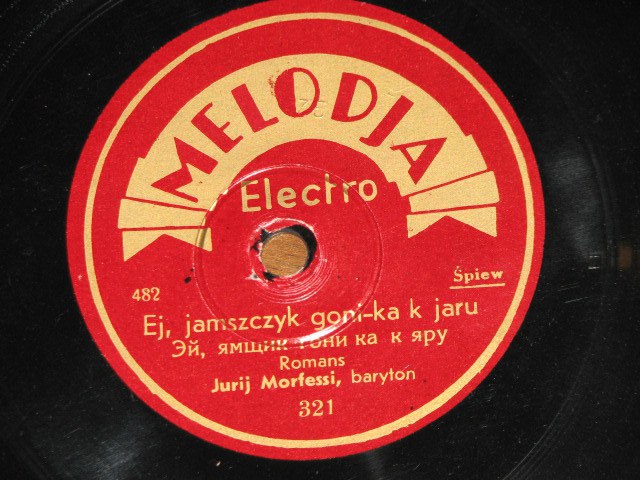 MELODJA
Electro
482
Śpiew
Ej, jamszczyk goni-ka k jaru
Эй, ямщик гони ка к яру
Romans
Jurij Morfessi, baryton
321